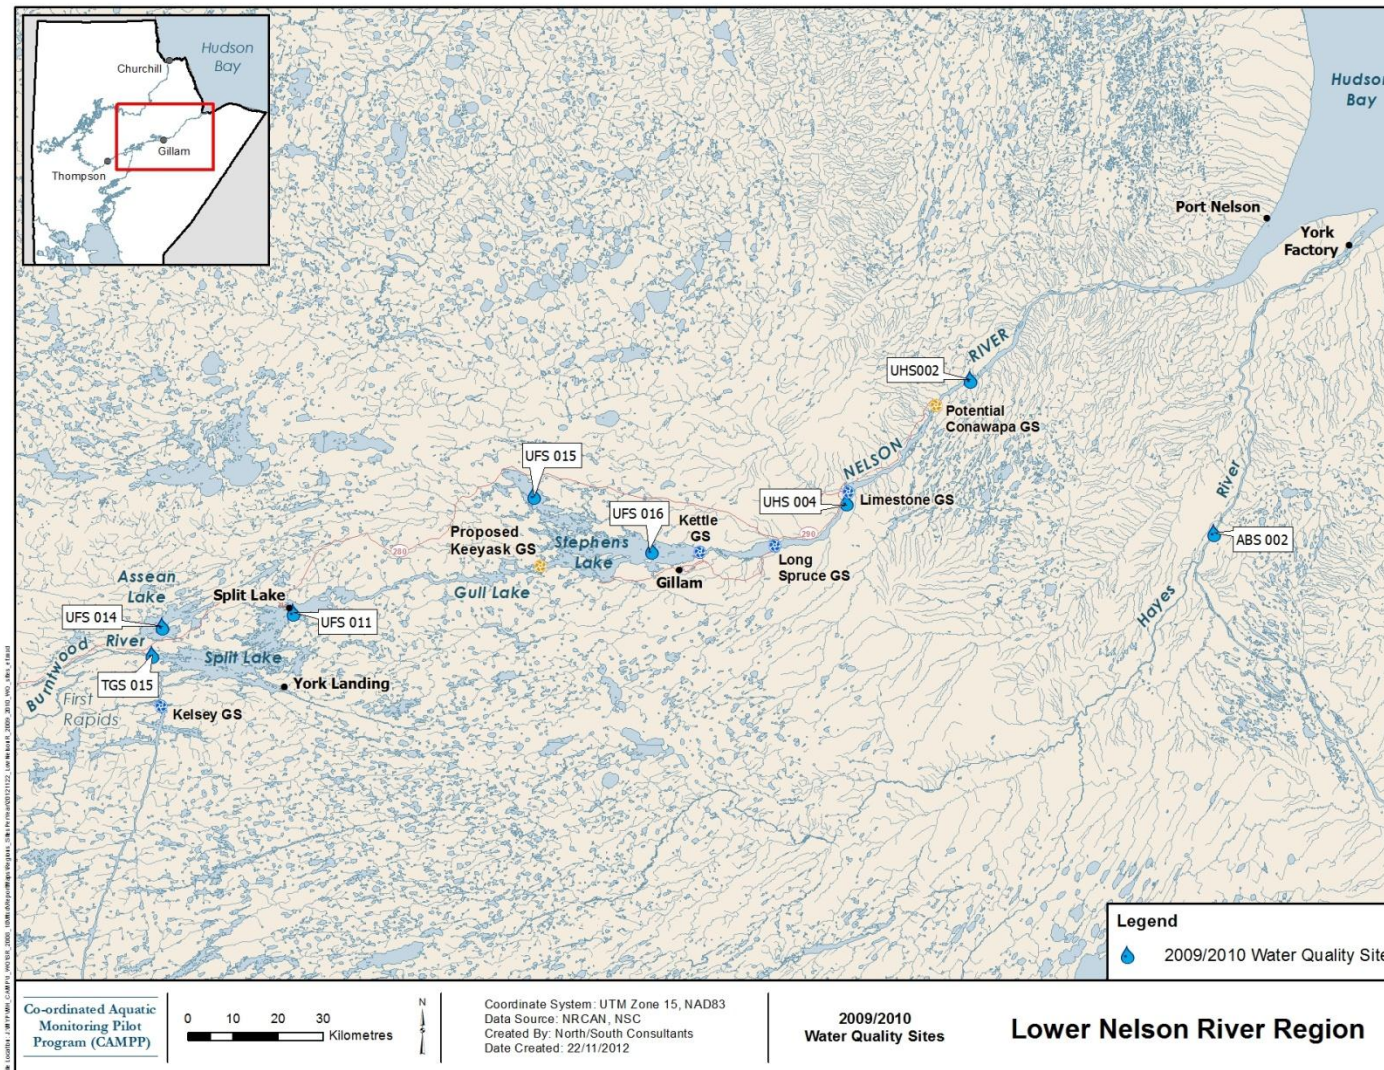 Hudson
Bay
Churchill
Gillam
Thompson
Hudson
Bay
Port Nelson
York
Factory
RIVER
UHS002
Potential
Conawapa GS
NELSON
UFS 015
UHS 004
Limestone GS
UFS 016
Kettle
GS
River
ABS 002
Proposed
Keeyask GS
Stephens
Lake
280
290
Long
Spruce GS
Gillam
Gull Lake
Assean
Lake
Split Lake
Hayes
UFS 014
UFS 011
River
Burntwood
Split Lake
TGS 015
York Landing
First
Rapids
Kelsey GS
Legend
2009/2010 Water Quality Site
Co-ordinated Aquatic
Monitoring Pilot
Program (CAMPP)
0 10 20 30
Kilometres
N
Coordinate System: UTM Zone 15, NAD83
Data Source: NRCAN, NSC
Created By: North/South Consultants
Date Created: 22/11/2012
2009/2010
Water Quality Sites
Lower Nelson River Region